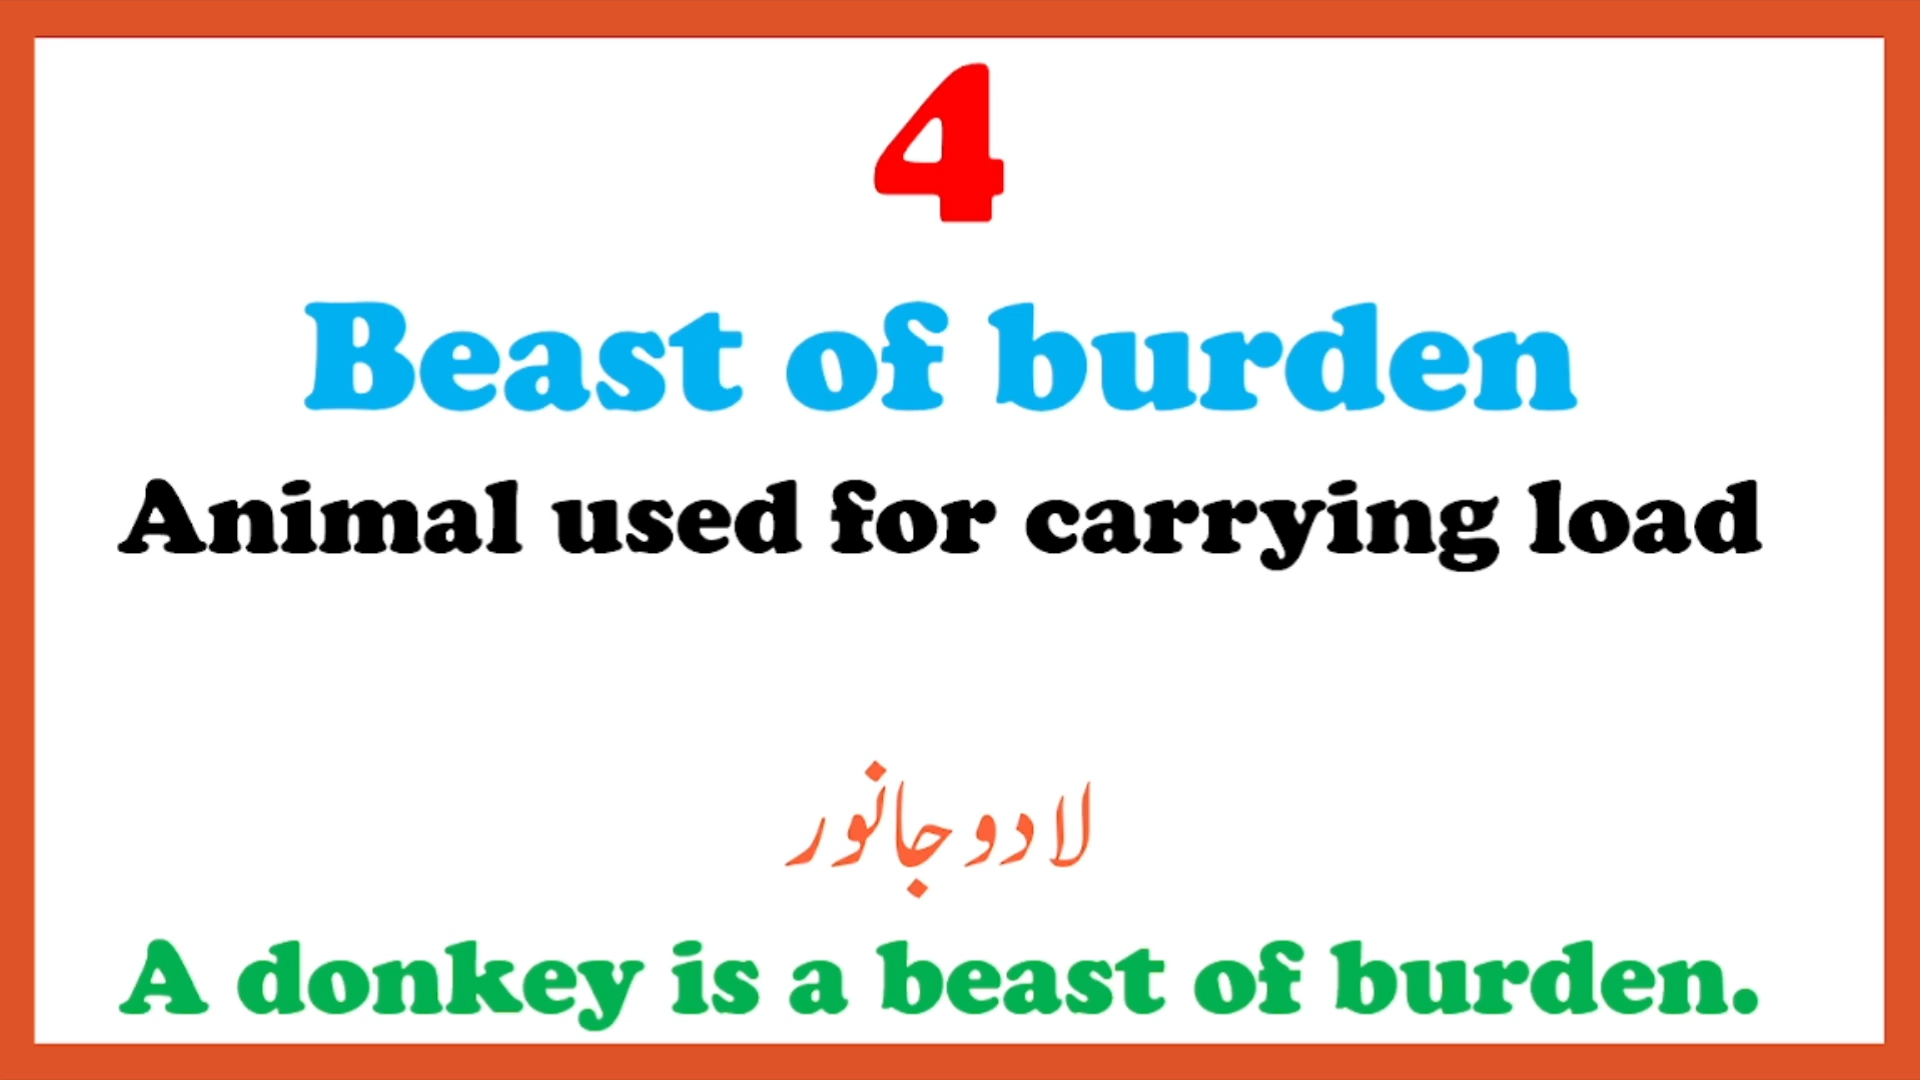 4
Beast of burden
Animal used for carrying load
لادو جانور
A donkey is a beast of burden.